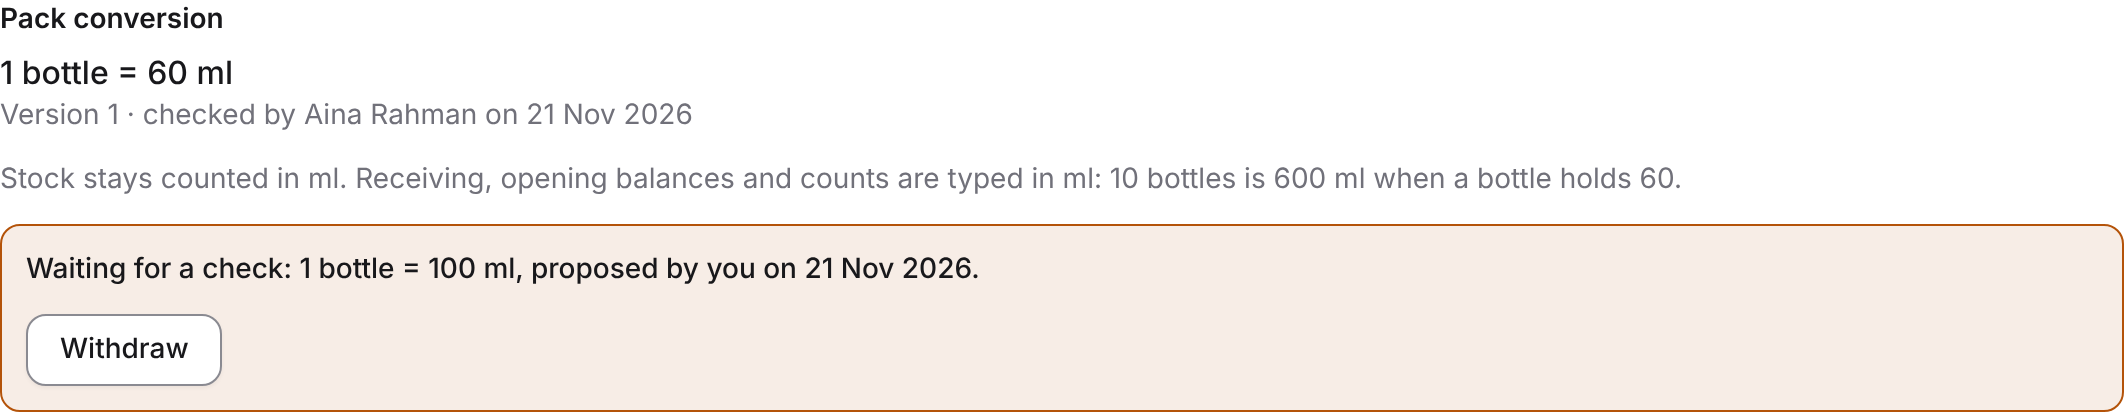 Pack conversion
1 bottle = 60 ml
Version 1 · checked by Aina Rahman on 21 Nov 2026
Stock stays counted in ml. Receiving, opening balances and counts are typed in ml: 10 bottles is 600 ml when a bottle holds 60.
Waiting for a check: 1 bottle = 100 ml, proposed by you on 21 Nov 2026.
Withdraw